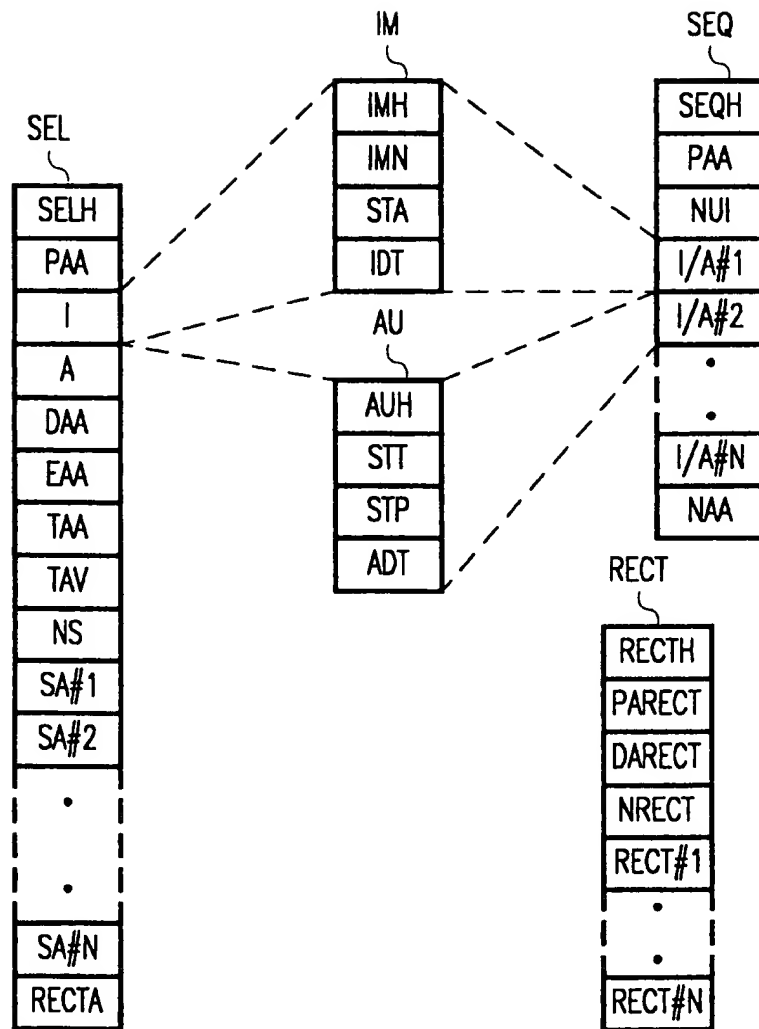 SEL
SELH
PAA
I
A
DAA
EAA
TAA
TAV
NS
SA#1
SA#2
SA#N
RECTA
IM
IMH
IMN
STA
IDT
AU
AUH
STT
STP
ADT
SEQ
SEQH
PAA
NUI
I/A#1
I/A#2
I/A#N
NAA
RECT
RECTH
PARECT
DARECT
NRECT
RECT#1
RECT#N